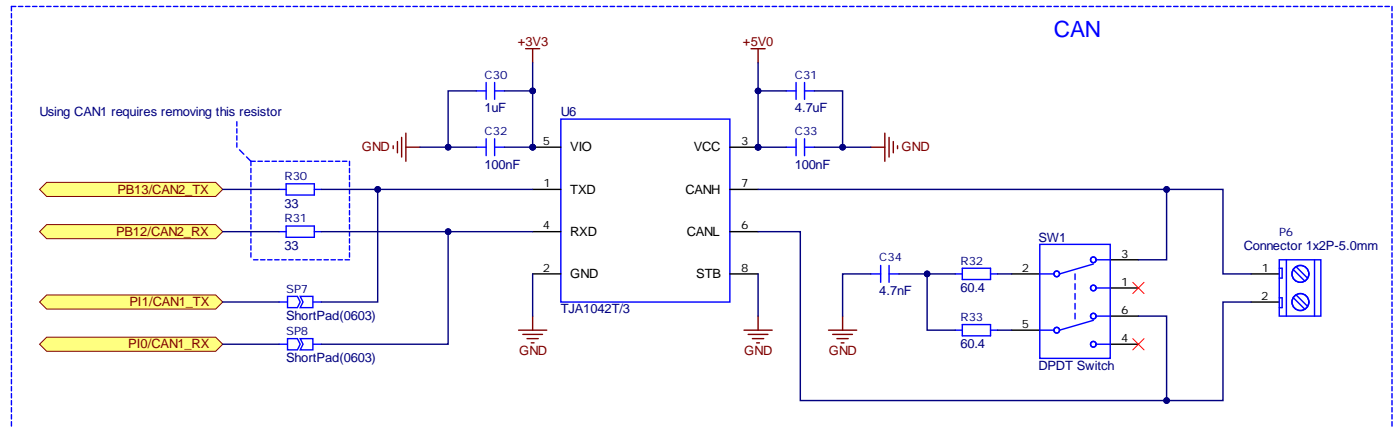 CAN
+3V3
+5V0
C30
1uF
C31
4.7uF
Using CAN1 requires removing this resistor
U6
C32
100nF
C33
100nF
GND
GND
5
VIO
VCC
3
PB13/CAN2_TX
R30
33
1
TXD
CANH
7
PB12/CAN2_RX
R31
33
4
RXD
CANL
6
2
GND
STB
8
TJA1042T/3
GND
GND
GND
PI1/CAN1_TX
SP7
ShortPad(0603)
PI0/CAN1_RX
SP8
ShortPad(0603)
C34
4.7nF
R32
60.4
R33
60.4
SW1
2
3
1
5
6
4
DPDT Switch
P6
Connector 1x2P-5.0mm
1
2